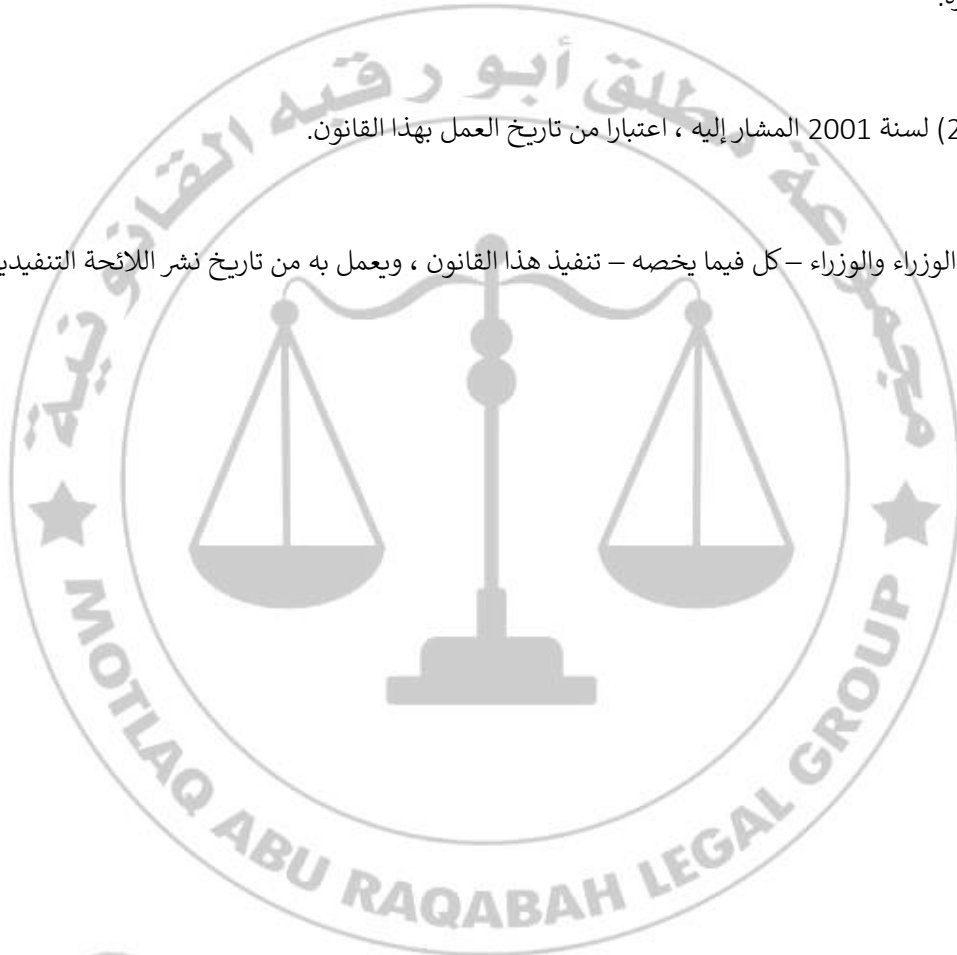 2) لسنة 2001 المشار إليه ، اعتبارا من تاريخ العمل بهذا القانون.
الوزراء والوزراء – كل فيما يخصه – تنفيذ هذا القانون ، ويعمل به من تاريخ نشر اللائحة
مجموعة مطلق أبو رقبه القانونية
MOTLAQ ABU RAQABAH LEGAL GROUP